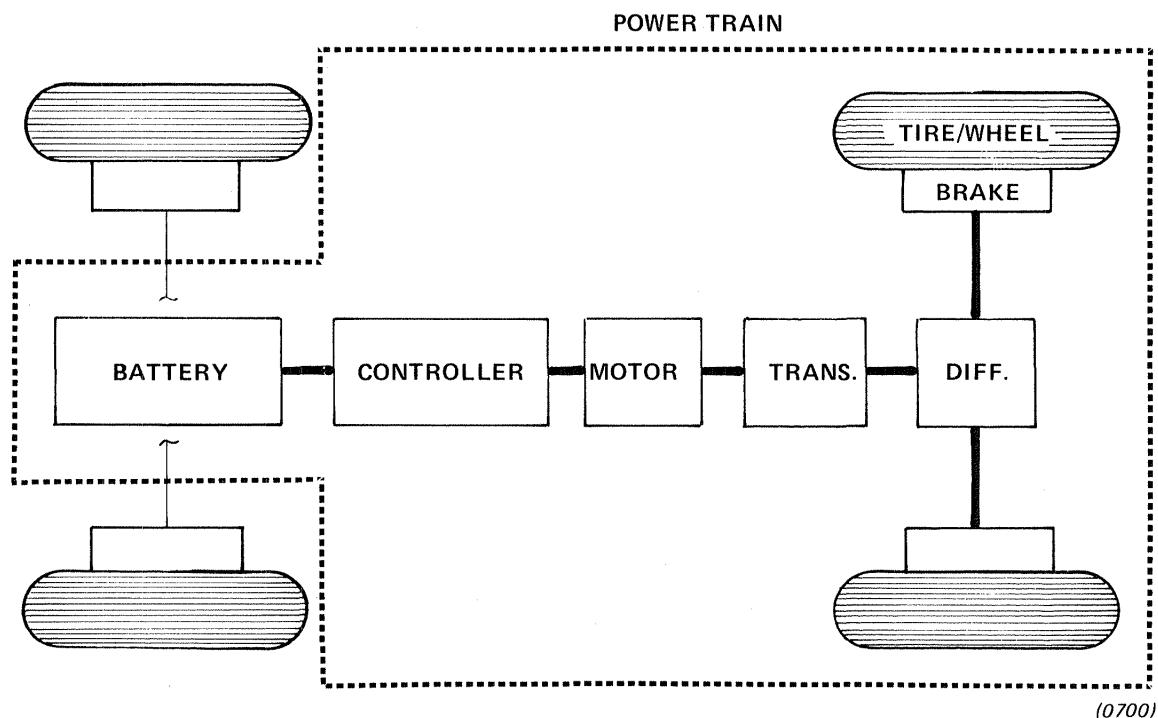 POWER TRAIN
TIRE/WHEEL
BRAKE
BATTERY
CONTROLLER
MOTOR
TRANS.
DIFF.
(0700)